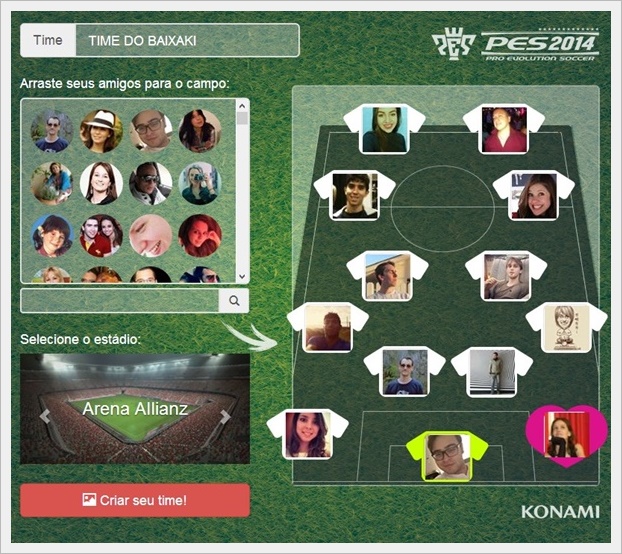 Time TIME DO BAIXAKI
PES2014
PRO EVOLUTION SOCCER
Arraste seus amigos para o campo:
Selecione o estádio:
Arena Allianz
Criar seu time!
KONAMI